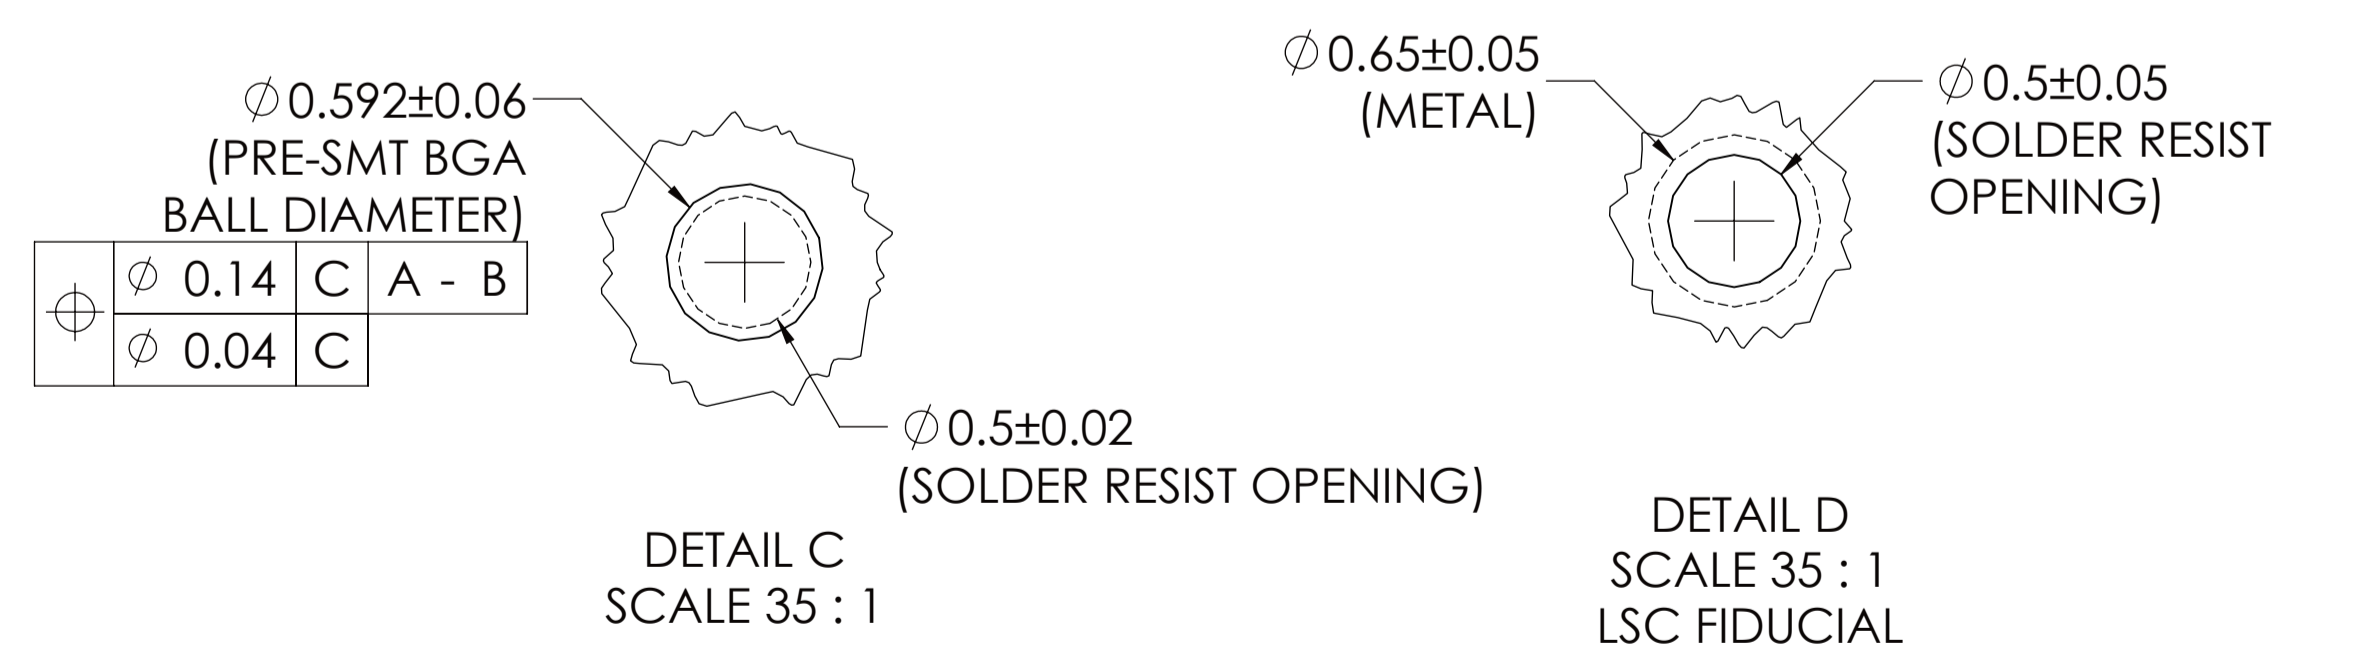 ⌀0.592±0.06
(PRE-SMT BGA
BALL DIAMETER)
⌖ ⌀ 0.14 C A - B
⌀ 0.04 C
⌀0.5±0.02
(SOLDER RESIST OPENING)
DETAIL C
SCALE 35 : 1
⌀0.65±0.05
(METAL)
⌀0.5±0.05
(SOLDER RESIST
OPENING)
DETAIL D
SCALE 35 : 1
LSC FIDUCIAL